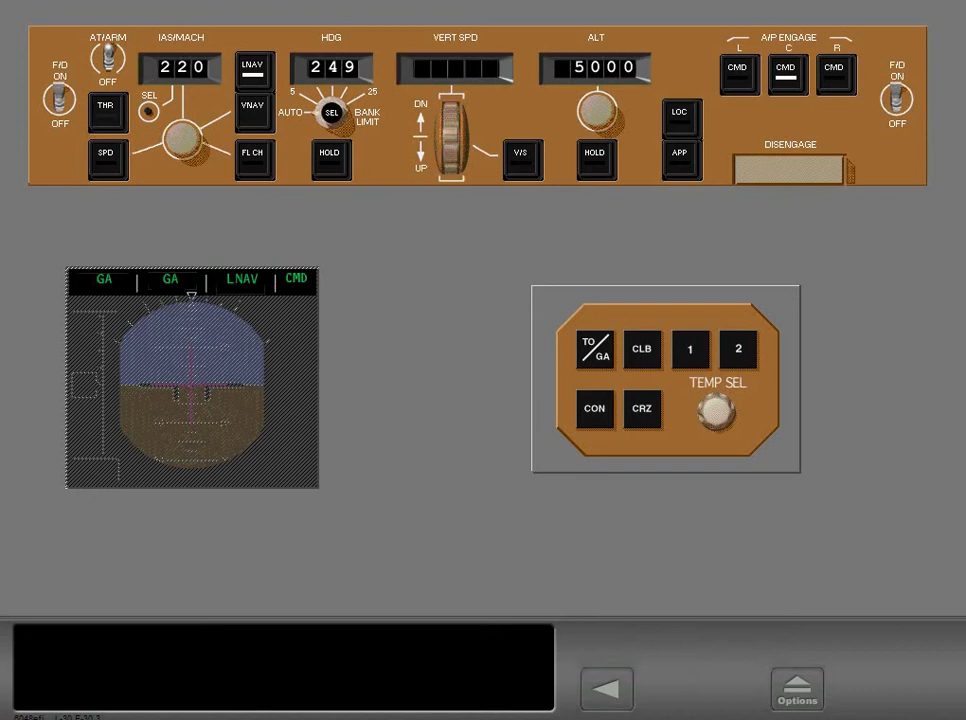 AT/ARM IAS/MACH HDG VERT SPD ALT A/P ENGAGE
L C R
F/D
ON
OFF
OFF
220
LNAV
249
5000
CMD CMD CMD
F/D
ON
OFF
SEL
THR
VNAV
5 25
AUTO SEL BANK
LIMIT
DN
UP
LOC
SPD
FL CH
HOLD
V/S
HOLD
APP
DISENGAGE
GA GA LNAV CMD
TO/GA CLB 1 2
TEMP SEL
CON CRZ
Options